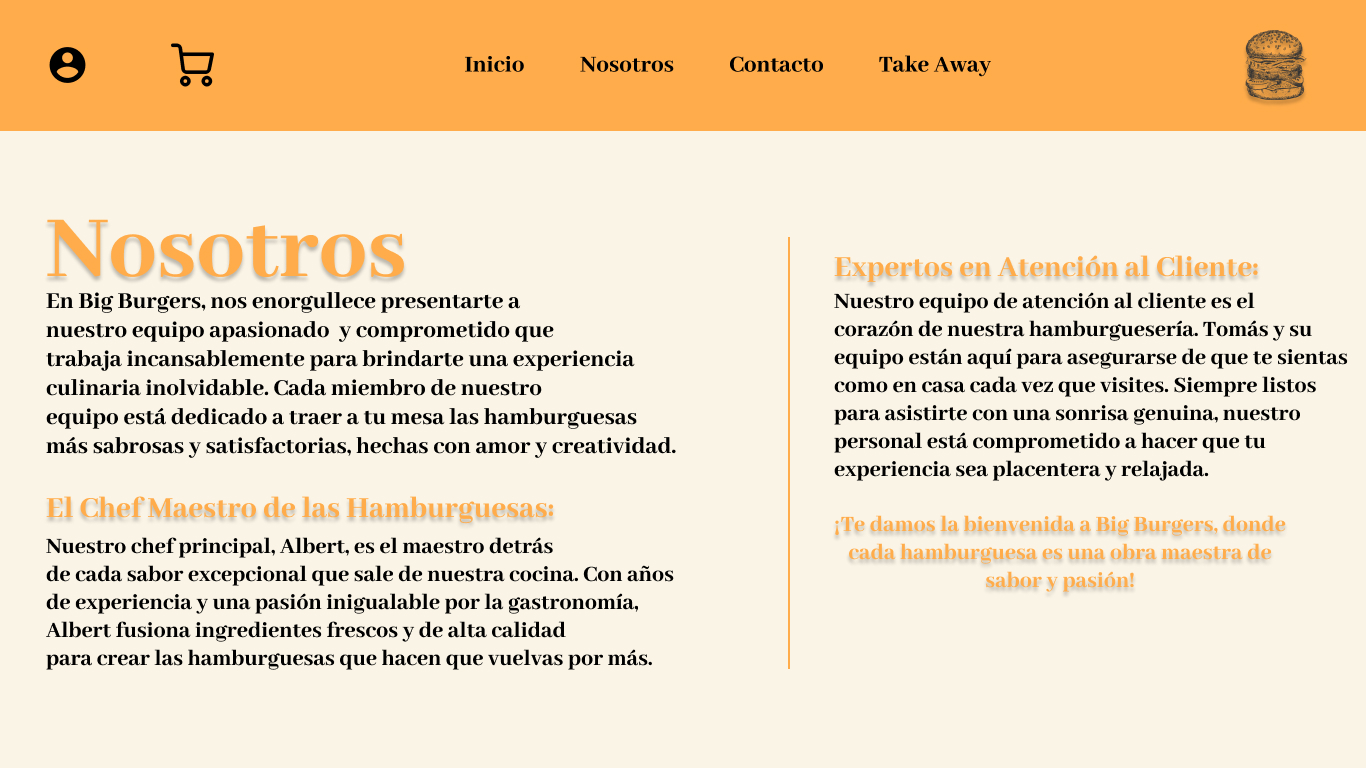 Inicio Nosotros Contacto Take Away
Nosotros
En Big Burgers, nos enorgullece presentarte a
nuestro equipo apasionado  y comprometido que
trabaja incansablemente para brindarte una experiencia
culinaria inolvidable. Cada miembro de nuestro
equipo está dedicado a traer a tu mesa las hamburguesas
más sabrosas y satisfactorias, hechas con amor y creatividad.
El Chef Maestro de las Hamburguesas:
Nuestro chef principal, Albert, es el maestro detrás
de cada sabor excepcional que sale de nuestra cocina. Con años
de experiencia y una pasión inigualable por la gastronomía,
Albert fusiona ingredientes frescos y de alta calidad
para crear las hamburguesas que hacen que vuelvas por más.
Expertos en Atención al Cliente:
Nuestro equipo de atención al cliente es el
corazón de nuestra hamburguesería. Tomás y su
equipo están aquí para asegurarse de que te sientas
como en casa cada vez que visites. Siempre listos
para asistirte con una sonrisa genuina, nuestro
personal está comprometido a hacer que tu
experiencia sea placentera y relajada.
¡Te damos la bienvenida a Big Burgers, donde
cada hamburguesa es una obra maestra de
sabor y pasión!